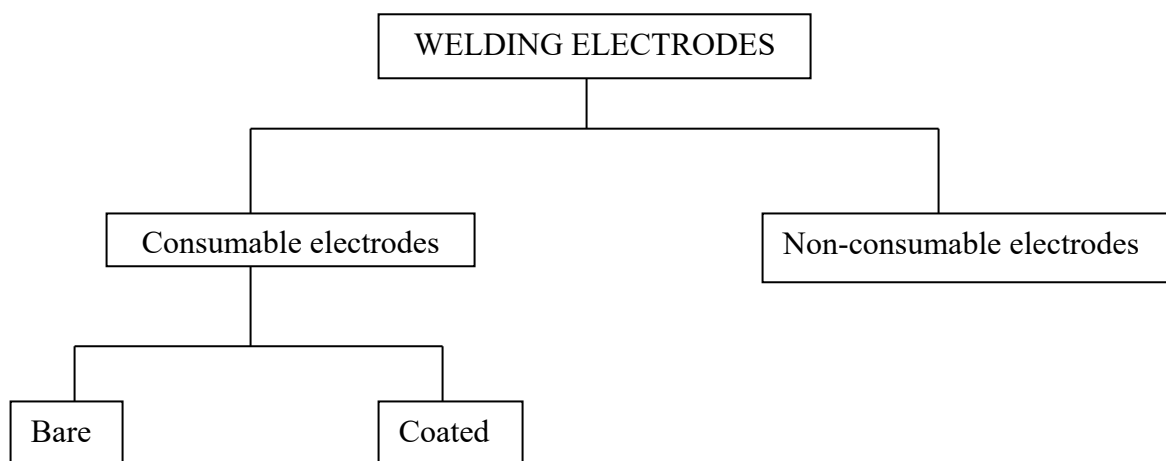 WELDING ELECTRODES
Consumable electrodes
Non-consumable electrodes
Bare
Coated